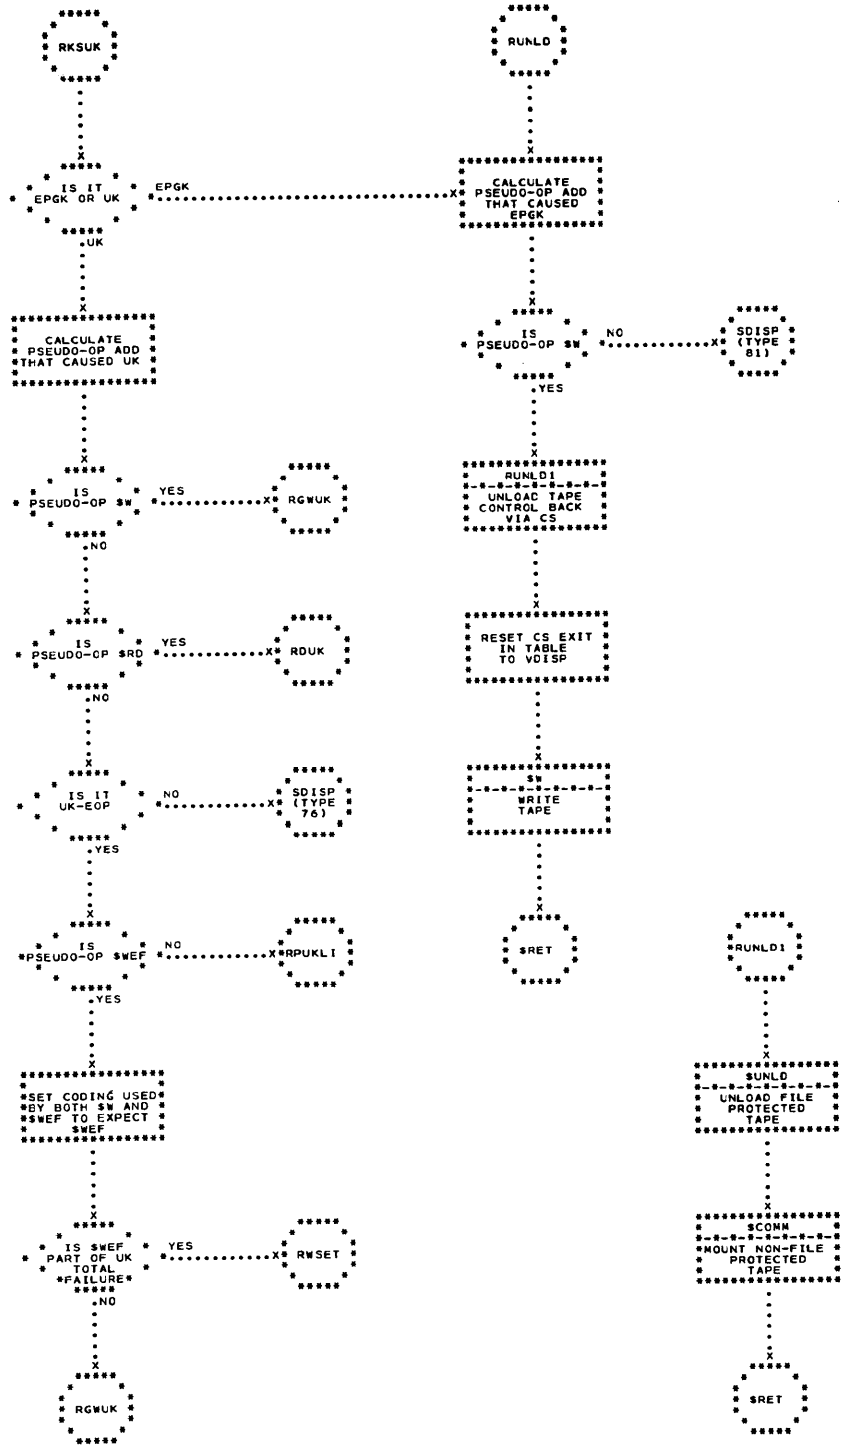 RKSUK
RUNLD
IS IT
EPGK OR UK
EPGK
CALCULATE
PSEUDO-OP ADD
THAT CAUSED
EPGK
UK
CALCULATE
PSEUDO-OP ADD
THAT CAUSED UK
IS
PSEUDO-OP $W
NO
SDISP
(TYPE
81)
YES
IS
PSEUDO-OP $W
YES
RGWUK
RUNLD1
UNLOAD TAPE
CONTROL BACK
VIA CS
NO
IS
PSEUDO-OP $RD
YES
RDUK
RESET CS EXIT
IN TABLE
TO VDISP
NO
IS IT
UK-EOP
NO
SDISP
(TYPE
76)
$W
WRITE
TAPE
YES
IS
PSEUDO-OP $WEF
NO
RPUKLI
$RET
RUNLD1
YES
SET CODING USED
BY BOTH $W AND
$WEF TO EXPECT
$WEF
$UNLD
UNLOAD FILE
PROTECTED
TAPE
IS $WEF
PART OF UK
TOTAL
FAILURE
YES
RWSET
$COMM
MOUNT NON-FILE
PROTECTED
TAPE
NO
RGWUK
$RET